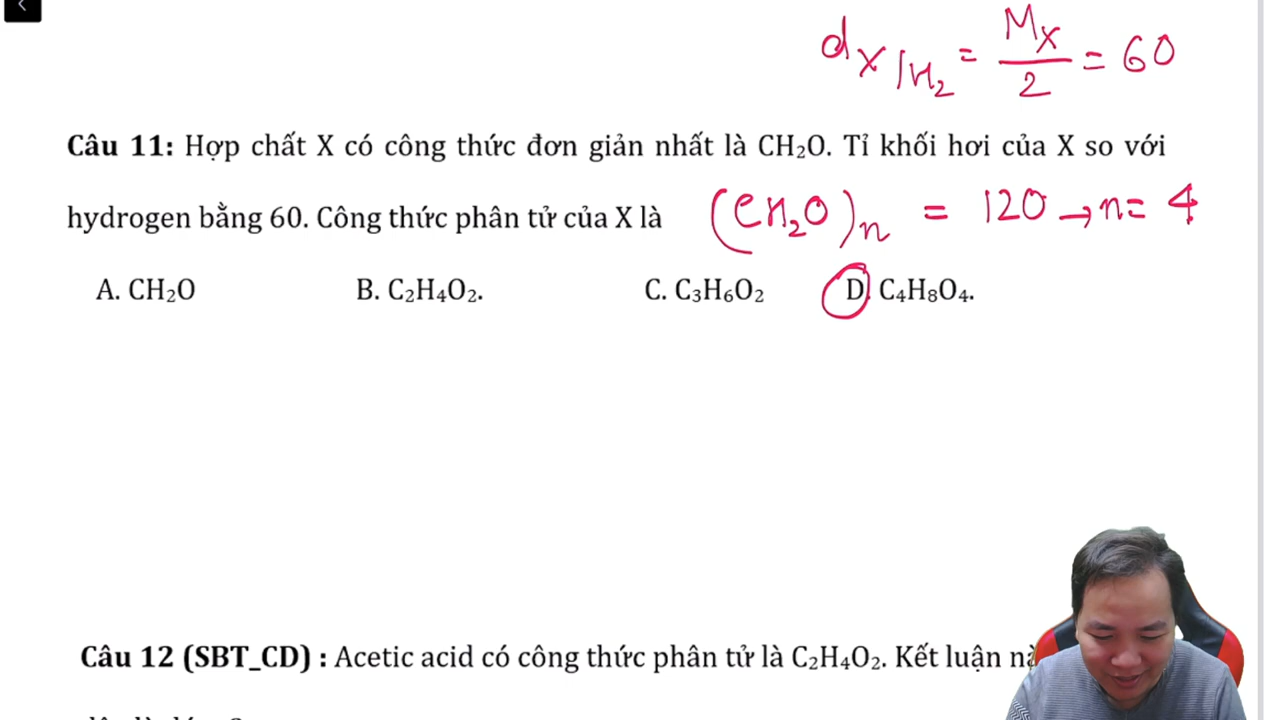 d X/H₂ = M_X / 2 = 60
Câu 11: Hợp chất X có công thức đơn giản nhất là CH₂O. Tỉ khối hơi của X so với
hydrogen bằng 60. Công thức phân tử của X là (CH₂O)n = 120 → n = 4
A. CH₂O B. C₂H₄O₂. C. C₃H₆O₂ D. C₄H₈O₄.
Câu 12 (SBT_CD) : Acetic acid có công thức phân tử là C₂H₄O₂. Kết luận